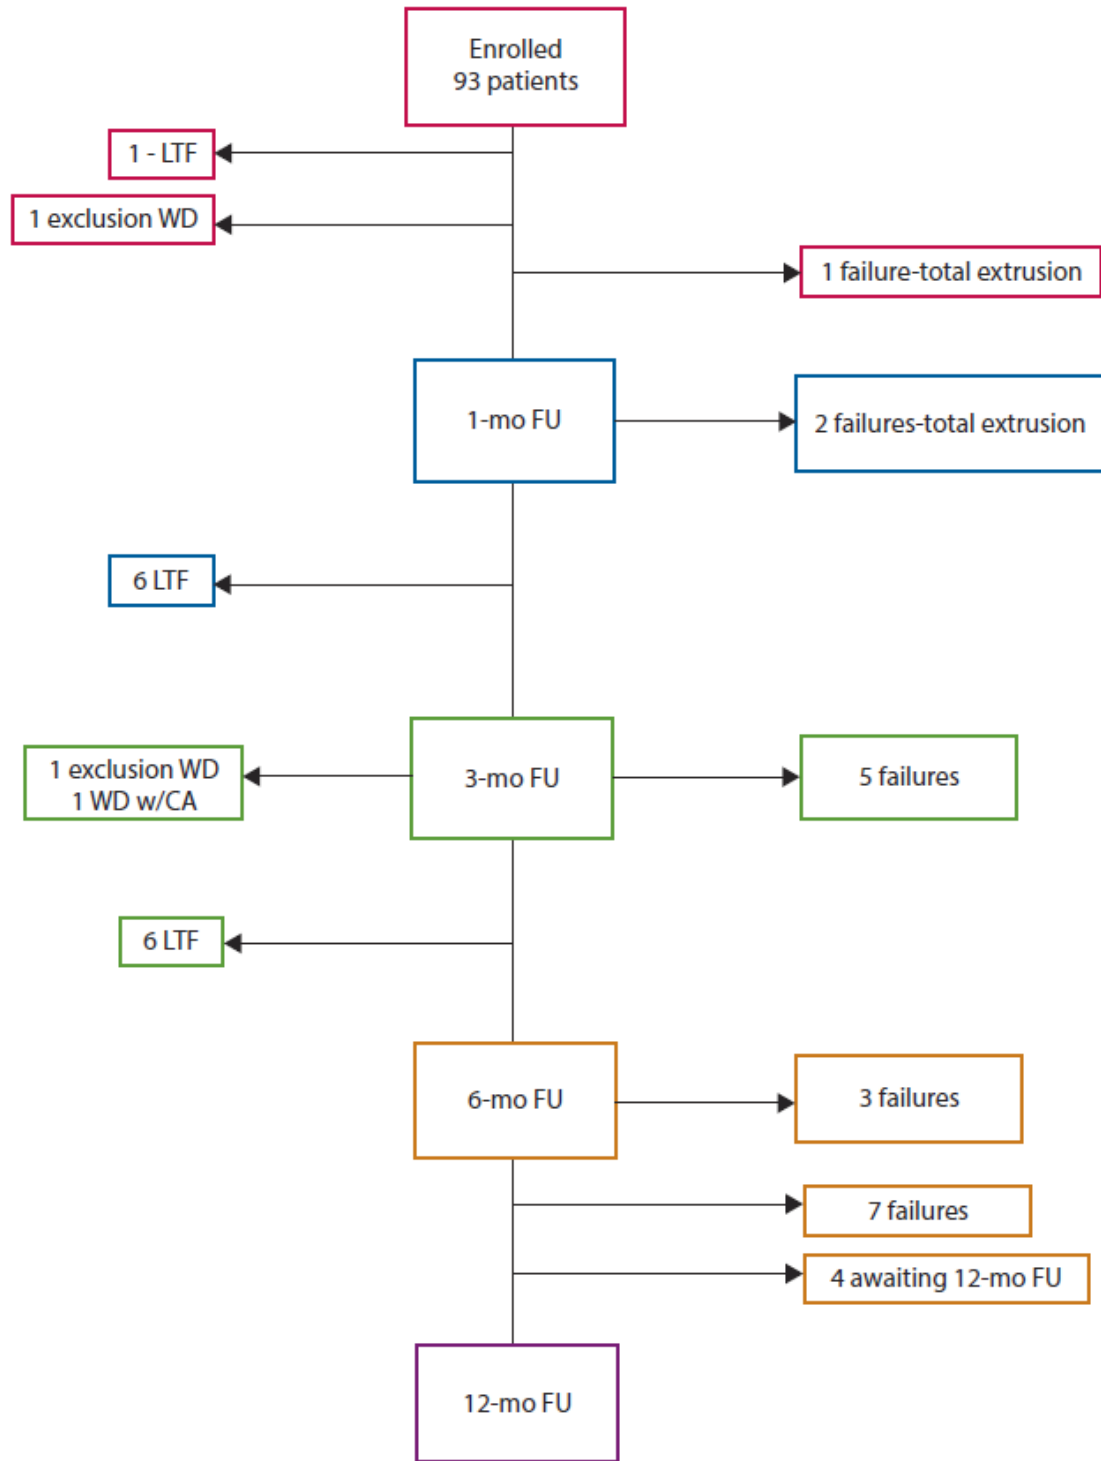 Enrolled
93 patients
1 - LTF
1 exclusion WD
1 failure-total extrusion
1-mo FU
2 failures-total extrusion
6 LTF
1 exclusion WD
1 WD w/CA
3-mo FU
5 failures
6 LTF
6-mo FU
3 failures
7 failures
4 awaiting 12-mo FU
12-mo FU